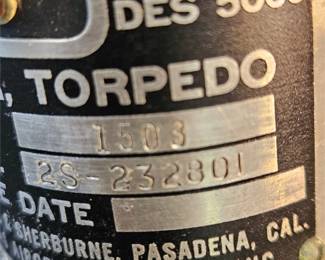 DES 500
, TORPEDO
1503
2S-232801
E DATE
SHERBURNE, PASADENA, CAL.